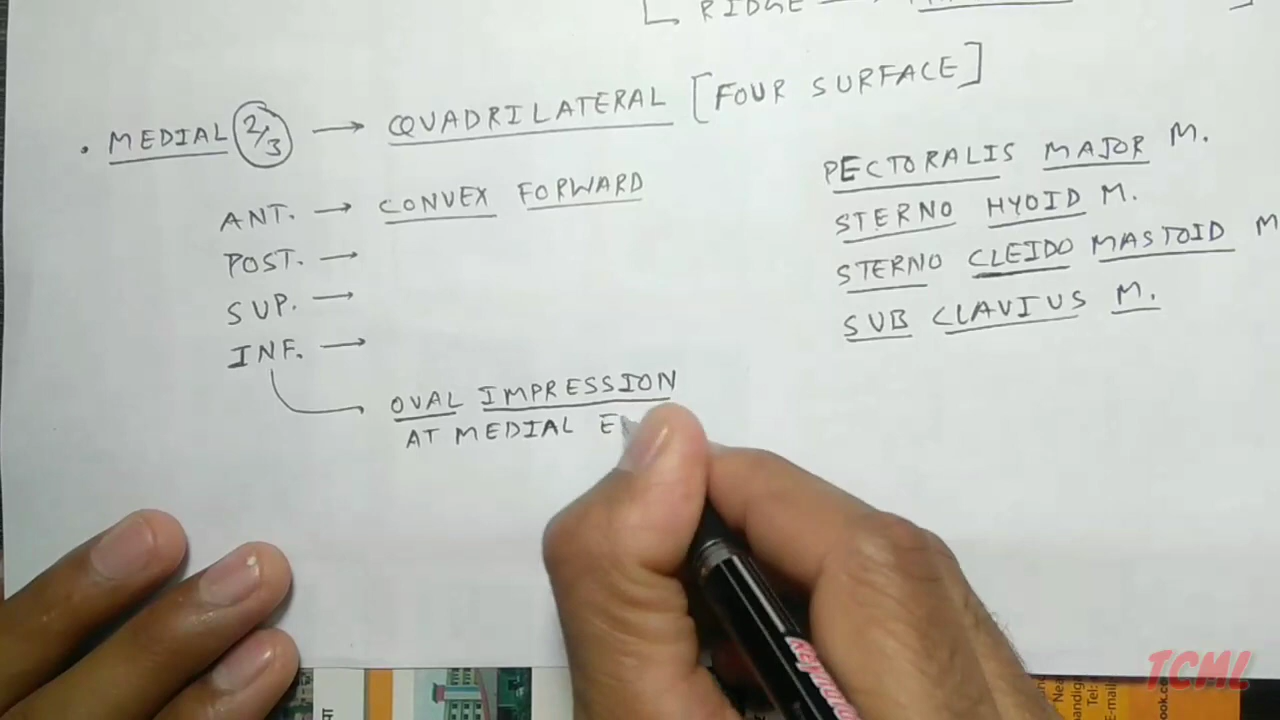 RIDGE
. MEDIAL 2/3 → QUADRILATERAL [FOUR SURFACE]
ANT. → CONVEX FORWARD
POST. →
SUP. →
INF. →
OVAL IMPRESSION
AT MEDIAL E
PECTORALIS MAJOR M.
STERNO HYOID M.
STERNO CLEIDO MASTOID M
SUB CLAVIUS M.
TCML